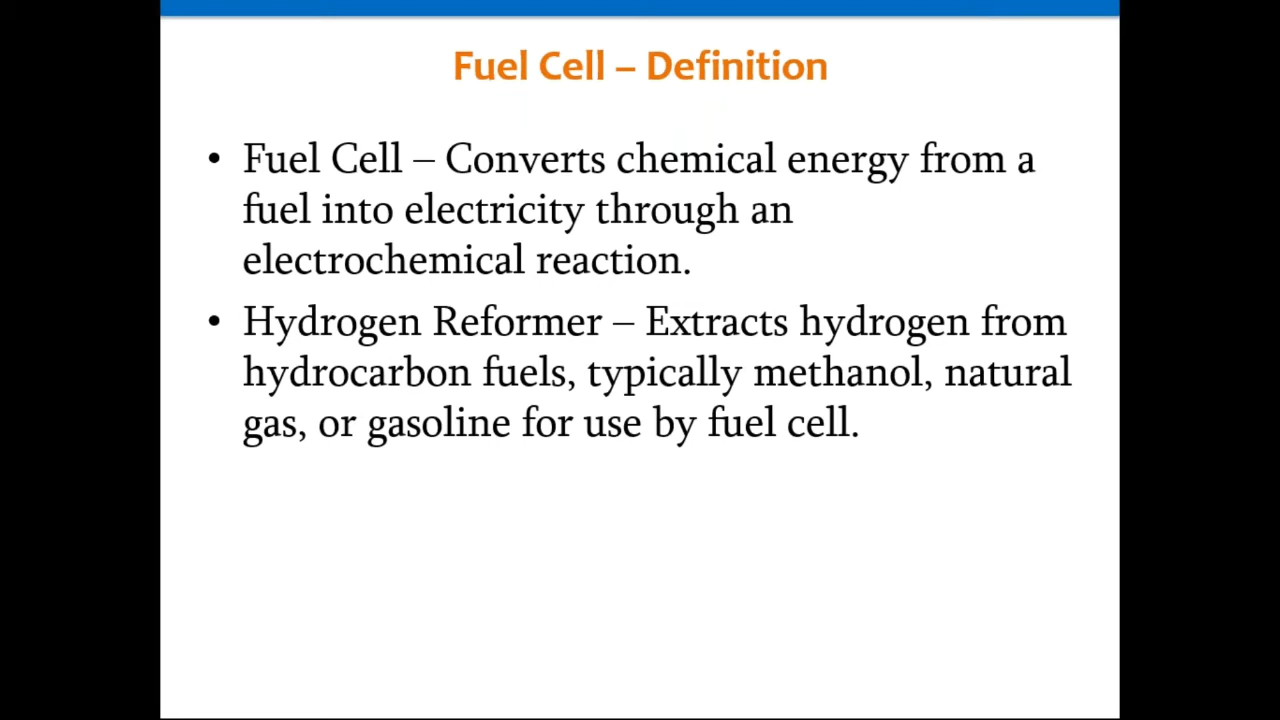 Fuel Cell – Definition
• Fuel Cell – Converts chemical energy from a
fuel into electricity through an
electrochemical reaction.
• Hydrogen Reformer – Extracts hydrogen from
hydrocarbon fuels, typically methanol, natural
gas, or gasoline for use by fuel cell.